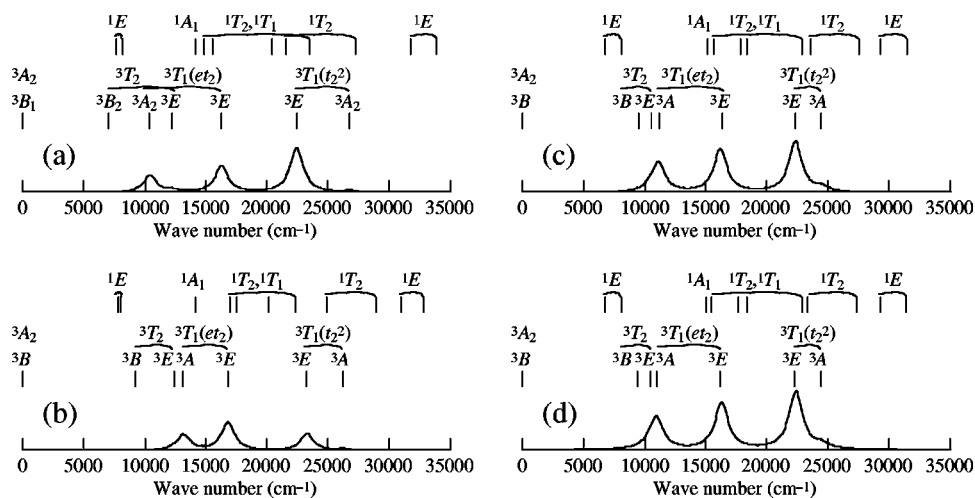 ¹E ¹A₁ ¹T₂,¹T₁ ¹T₂ ¹E
³A₂ ³T₂ ³T₁(et₂) ³T₁(t₂²)
³B₁ ³B₂ ³A₂ ³E ³E ³E ³A₂
(a)
0 5000 10000 15000 20000 25000 30000 35000
Wave number (cm⁻¹)
¹E ¹A₁ ¹T₂,¹T₁ ¹T₂ ¹E
³A₂ ³T₂ ³T₁(et₂) ³T₁(t₂²)
³B ³B ³E ³A ³E ³E ³A
(c)
0 5000 10000 15000 20000 25000 30000 35000
Wave number (cm⁻¹)
¹E ¹A₁ ¹T₂,¹T₁ ¹T₂ ¹E
³A₂ ³T₂ ³T₁(et₂) ³T₁(t₂²)
³B ³B ³E ³A ³E ³E ³A
(b)
0 5000 10000 15000 20000 25000 30000 35000
Wave number (cm⁻¹)
¹E ¹A₁ ¹T₂,¹T₁ ¹T₂ ¹E
³A₂ ³T₂ ³T₁(et₂) ³T₁(t₂²)
³B ³B ³E ³A ³E ³E ³A
(d)
0 5000 10000 15000 20000 25000 30000 35000
Wave number (cm⁻¹)